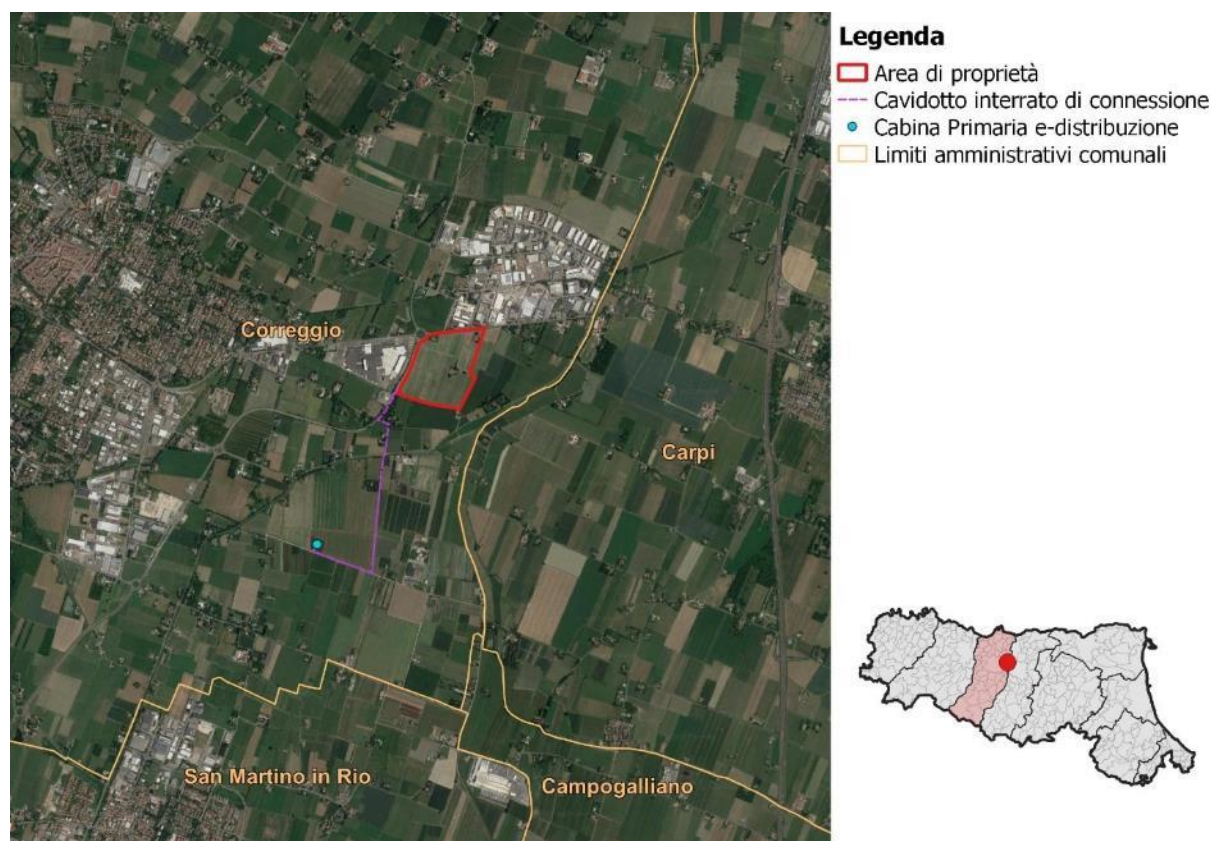 Legenda
Area di proprietà
Cavidotto interrato di connessione
Cabina Primaria e-distribuzione
Limiti amministrativi comunali
Correggio
Carpi
San Martino in Rio
Campogalliano